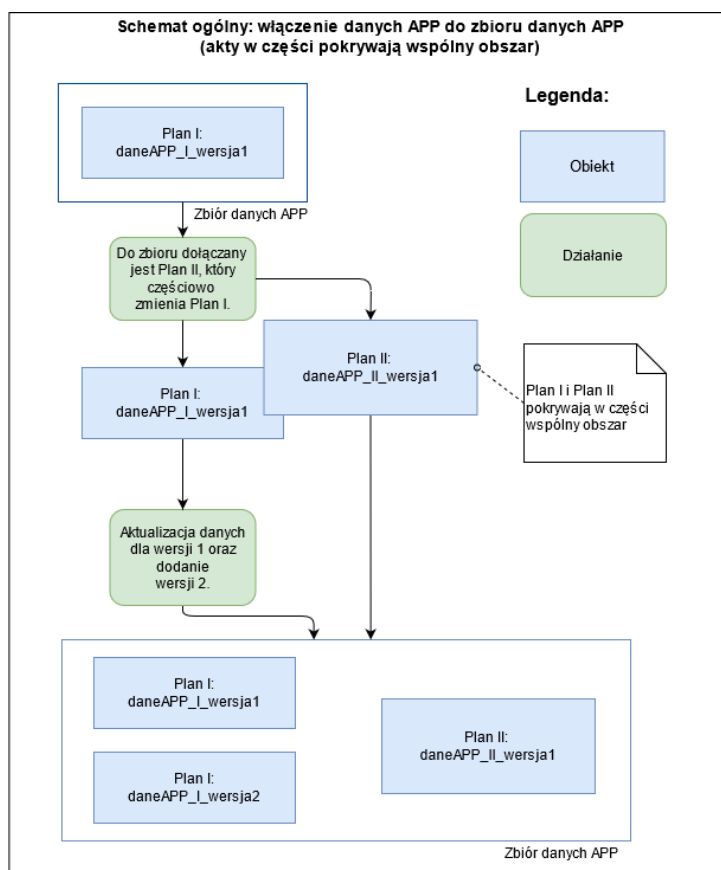 Schemat ogólny: włączenie danych APP do zbioru danych APP
(akty w części pokrywają wspólny obszar)
Legenda:
Plan I:
daneAPP_I_wersja1
Obiekt
Zbiór danych APP
Do zbioru dołączany
jest Plan II, który
częściowo
zmienia Plan I.
Działanie
Plan I:
daneAPP_I_wersja1
Plan II:
daneAPP_II_wersja1
Plan I i Plan II
pokrywają w części
wspólny obszar
Aktualizacja danych
dla wersji 1 oraz
dodanie
wersji 2.
Plan I:
daneAPP_I_wersja1
Plan II:
daneAPP_II_wersja1
Plan I:
daneAPP_I_wersja2
Zbiór danych APP